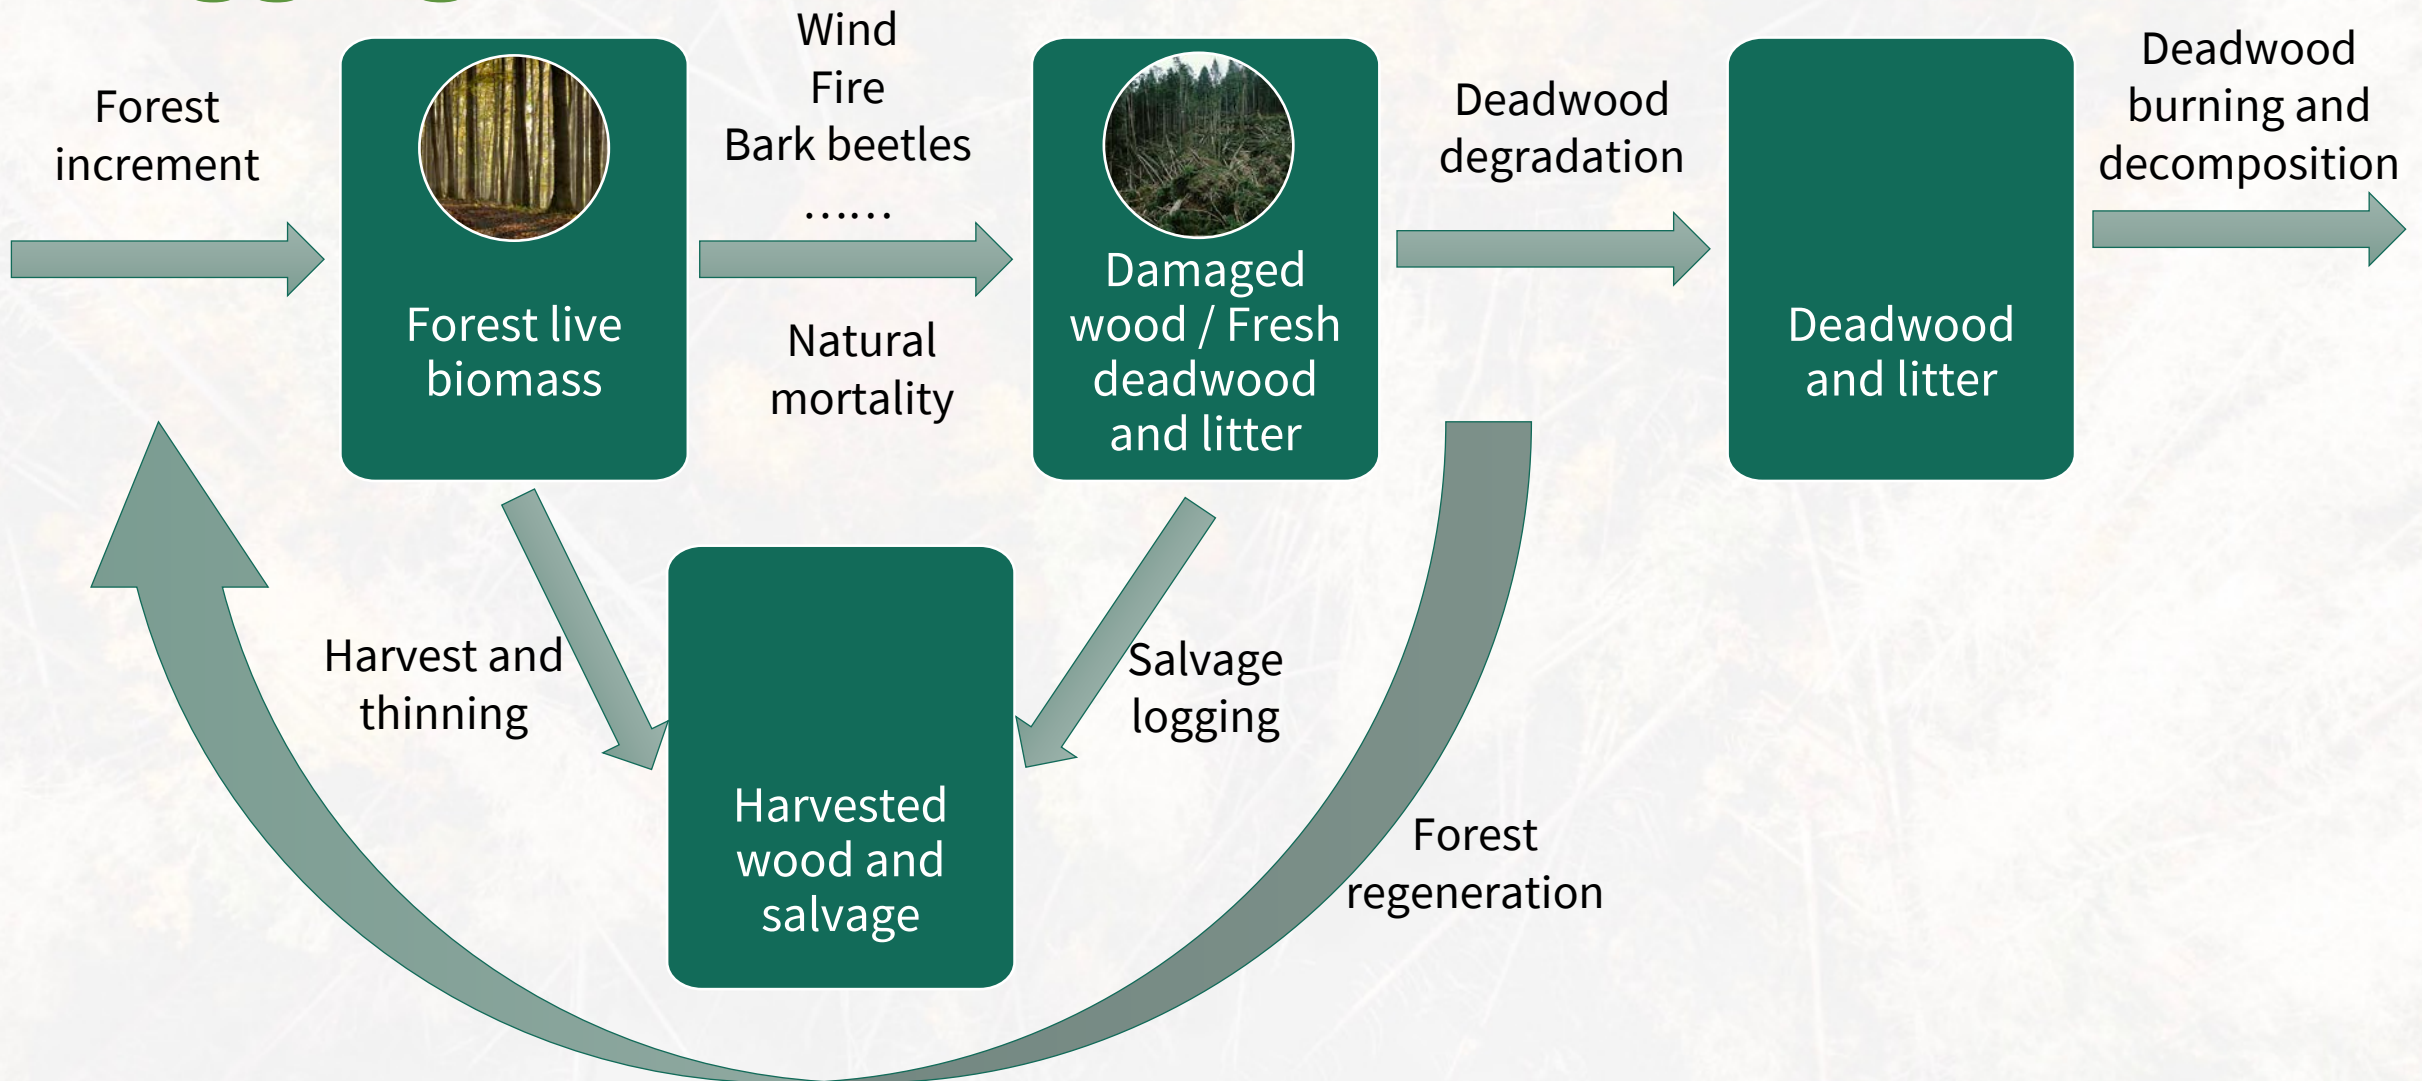 Forest
increment
Forest live
biomass
Wind
Fire
Bark beetles
……
Natural
mortality
Damaged
wood / Fresh
deadwood
and litter
Deadwood
degradation
Deadwood
and litter
Deadwood
burning and
decomposition
Harvest and
thinning
Harvested
wood and
salvage
Salvage
logging
Forest
regeneration